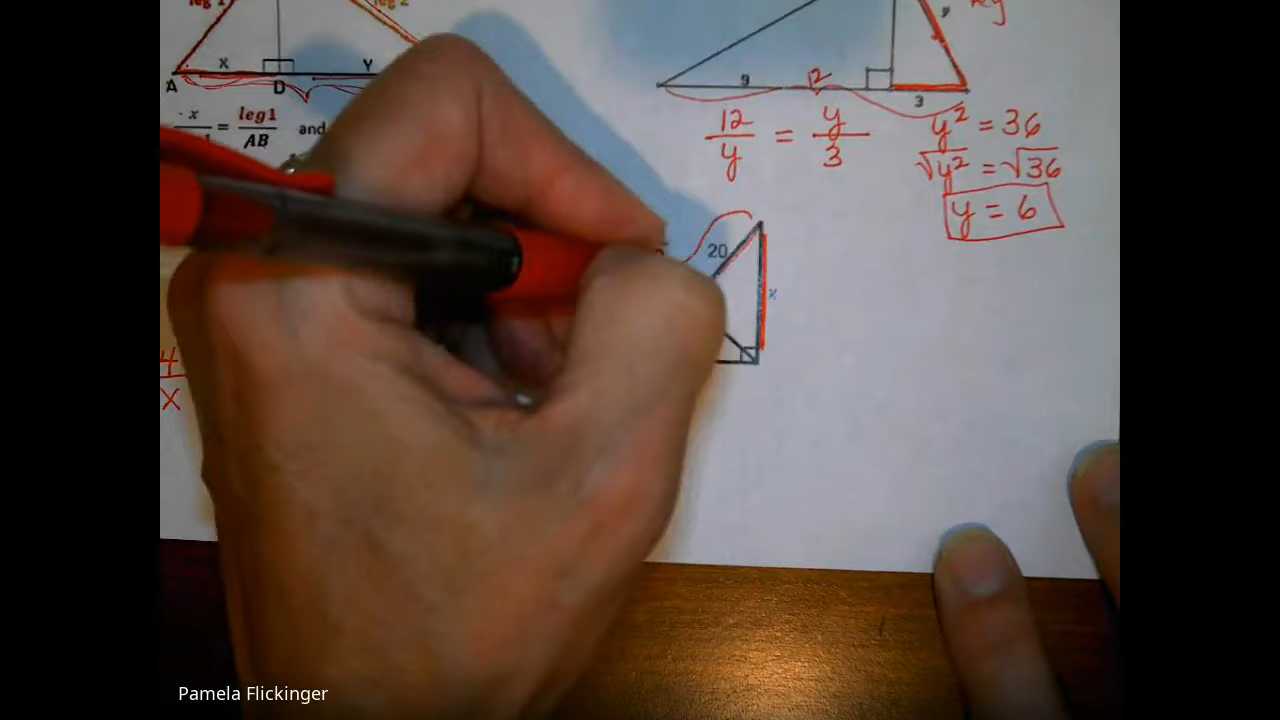 leg 1
leg 2
X
Y
A
D
x = leg1
AB
and
9
12
3
y
12/y = y/3
y² = 36
√y² = √36
y = 6
20
x
4
X
Pamela Flickinger